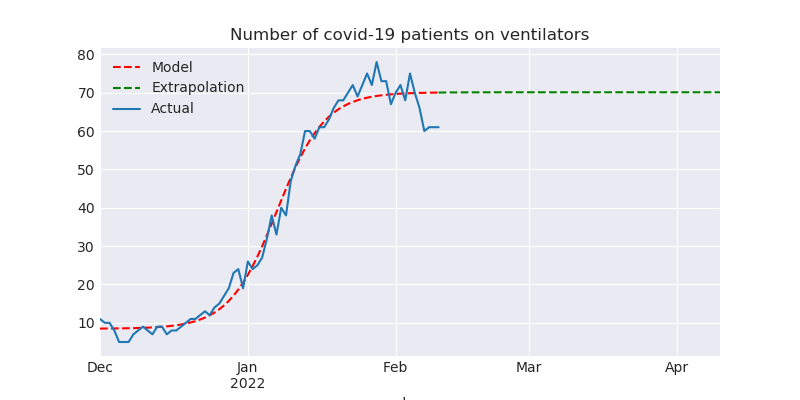 Number of covid-19 patients on ventilators
80
70
60
50
40
30
20
10
Model
Extrapolation
Actual
Dec
Jan
2022
Feb
Mar
Apr